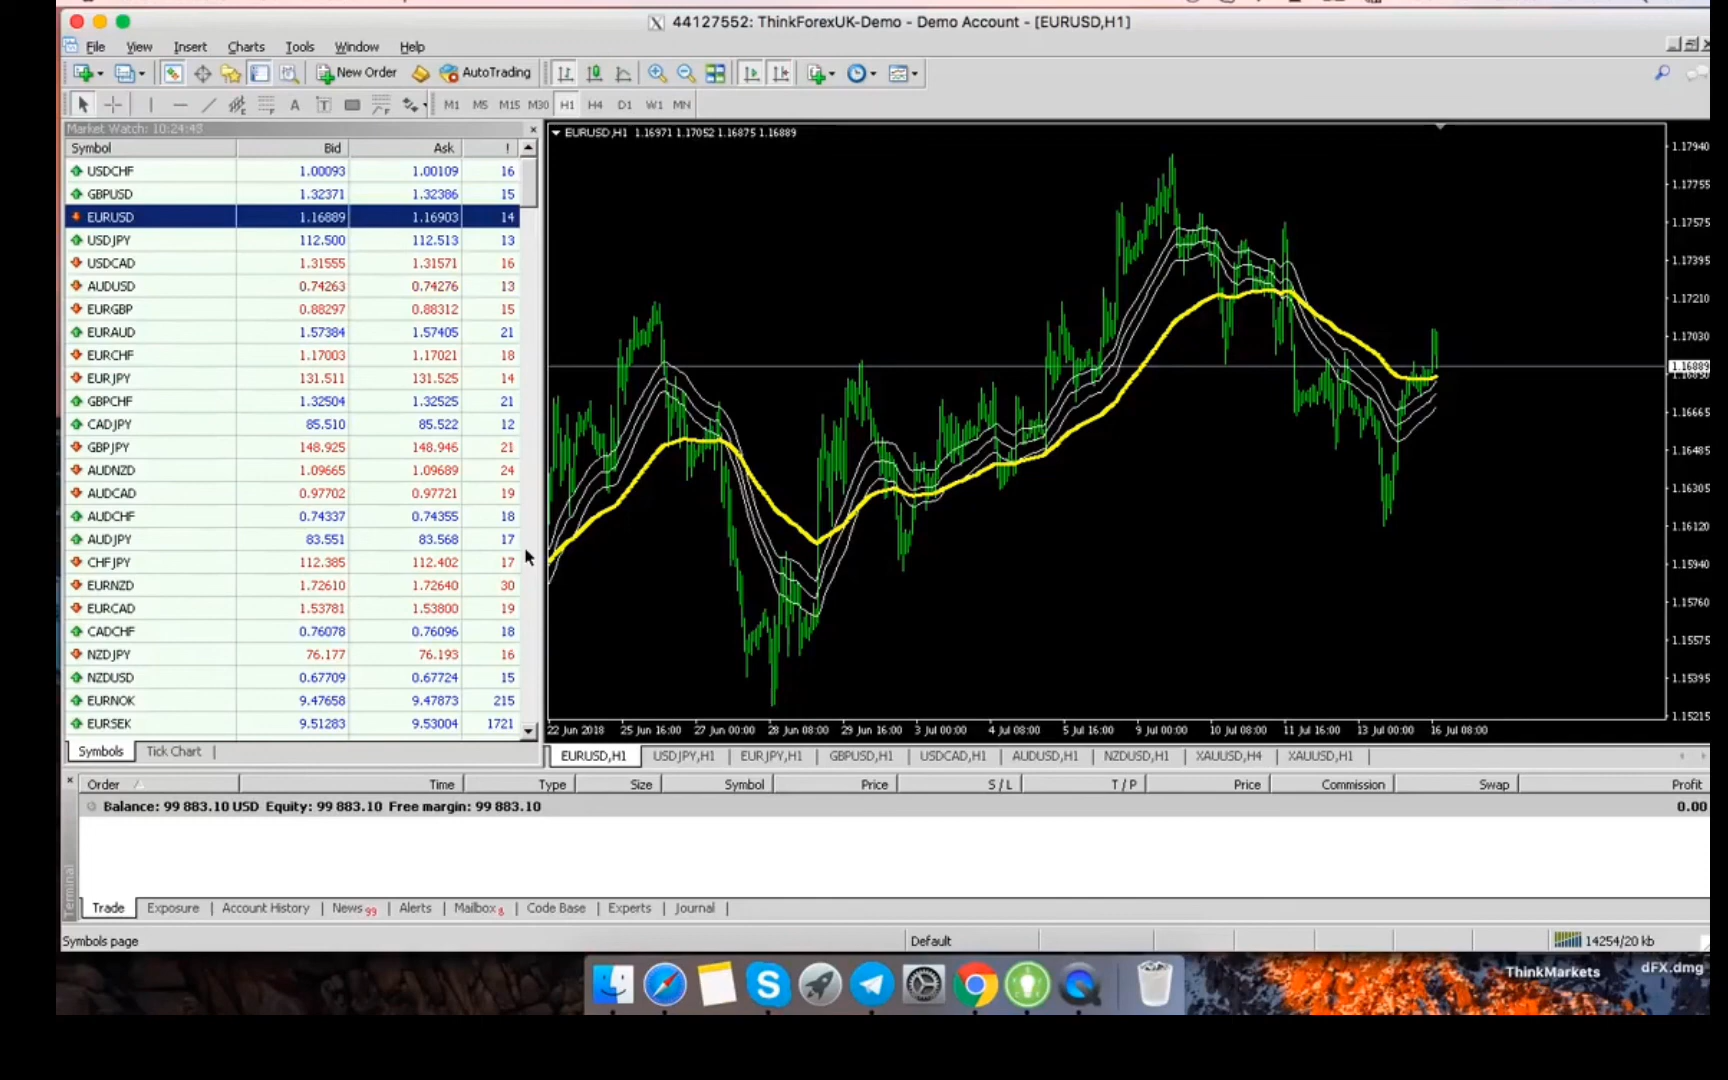 44127552: ThinkForexUK-Demo - Demo Account - [EURUSD,H1]
File View Insert Charts Tools Window Help
New Order AutoTrading
A T M1 M5 M15 M30 H1 H4 D1 W1 MN
Market Watch: 10:24:43
Symbol Bid Ask !
USDCHF 1.00093 1.00109 16
GBPUSD 1.32371 1.32386 15
EURUSD 1.16889 1.16903 14
USDJPY 112.500 112.513 13
USDCAD 1.31555 1.31571 16
AUDUSD 0.74263 0.74276 13
EURGBP 0.88297 0.88312 15
EURAUD 1.57384 1.57405 21
EURCHF 1.17003 1.17021 18
EURJPY 131.511 131.525 14
GBPCHF 1.32504 1.32525 21
CADJPY 85.510 85.522 12
GBPJPY 148.925 148.946 21
AUDNZD 1.09665 1.09689 24
AUDCAD 0.97702 0.97721 19
AUDCHF 0.74337 0.74355 18
AUDJPY 83.551 83.568 17
CHFJPY 112.385 112.402 17
EURNZD 1.72610 1.72640 30
EURCAD 1.53781 1.53800 19
CADCHF 0.76078 0.76096 18
NZDJPY 76.177 76.193 16
NZDUSD 0.67709 0.67724 15
EURNOK 9.47658 9.47873 215
EURSEK 9.51283 9.53004 1721
Symbols Tick Chart
EURUSD,H1 1.16971 1.17052 1.16875 1.16889
1.17940
1.17755
1.17575
1.17395
1.17210
1.17030
1.16889
1.16665
1.16485
1.16305
1.16120
1.15940
1.15760
1.15575
1.15395
1.15215
22 Jun 2018 25 Jun 16:00 27 Jun 00:00 28 Jun 08:00 29 Jun 16:00 3 Jul 00:00 4 Jul 08:00 5 Jul 16:00 9 Jul 00:00 10 Jul 08:00 11 Jul 16:00 13 Jul 00:00 16 Jul 08:00
EURUSD,H1 USDJPY,H1 EURJPY,H1 GBPUSD,H1 USDCAD,H1 AUDUSD,H1 NZDUSD,H1 XAUUSD,H4 XAUUSD,H1
Order Time Type Size Symbol Price S / L T / P Price Commission Swap Profit
Balance: 99 883.10 USD Equity: 99 883.10 Free margin: 99 883.10 0.00
Terminal
Trade Exposure Account History News 99 Alerts Mailbox 8 Code Base Experts Journal
Symbols page Default 14254/20 kb
ThinkMarkets dFX.dmg